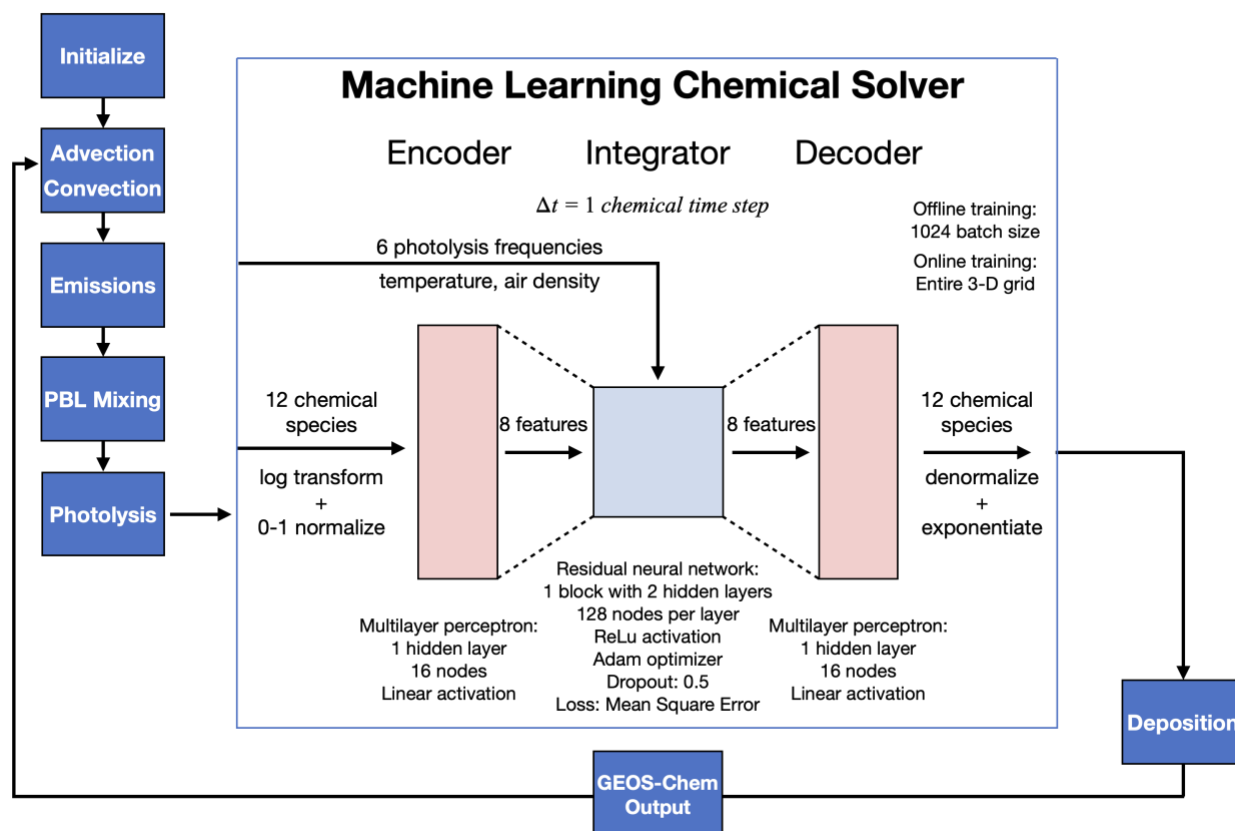 Initialize
Advection
Convection
Emissions
PBL Mixing
Photolysis
Machine Learning Chemical Solver
Encoder
Integrator
Decoder
Δt = 1 chemical time step
Offline training:
1024 batch size
Online training:
Entire 3-D grid
6 photolysis frequencies
temperature, air density
12 chemical
species
log transform
+
0-1 normalize
8 features
8 features
12 chemical
species
denormalize
+
exponentiate
Multilayer perceptron:
1 hidden layer
16 nodes
Linear activation
Residual neural network:
1 block with 2 hidden layers
128 nodes per layer
ReLu activation
Adam optimizer
Dropout: 0.5
Loss: Mean Square Error
Multilayer perceptron:
1 hidden layer
16 nodes
Linear activation
Deposition
GEOS-Chem
Output